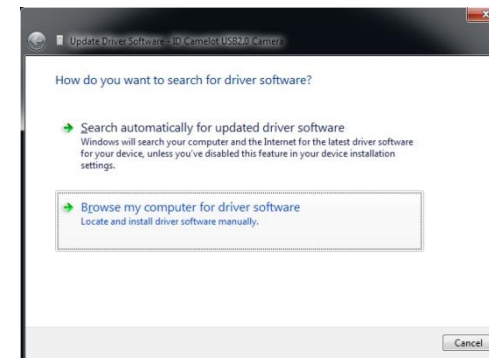 Update Driver Software - ID Camelot USB2.0 Camera
How do you want to search for driver software?
Search automatically for updated driver software
Windows will search your computer and the Internet for the latest driver software
for your device, unless you've disabled this feature in your device installation
settings.
Browse my computer for driver software
Locate and install driver software manually.
Cancel